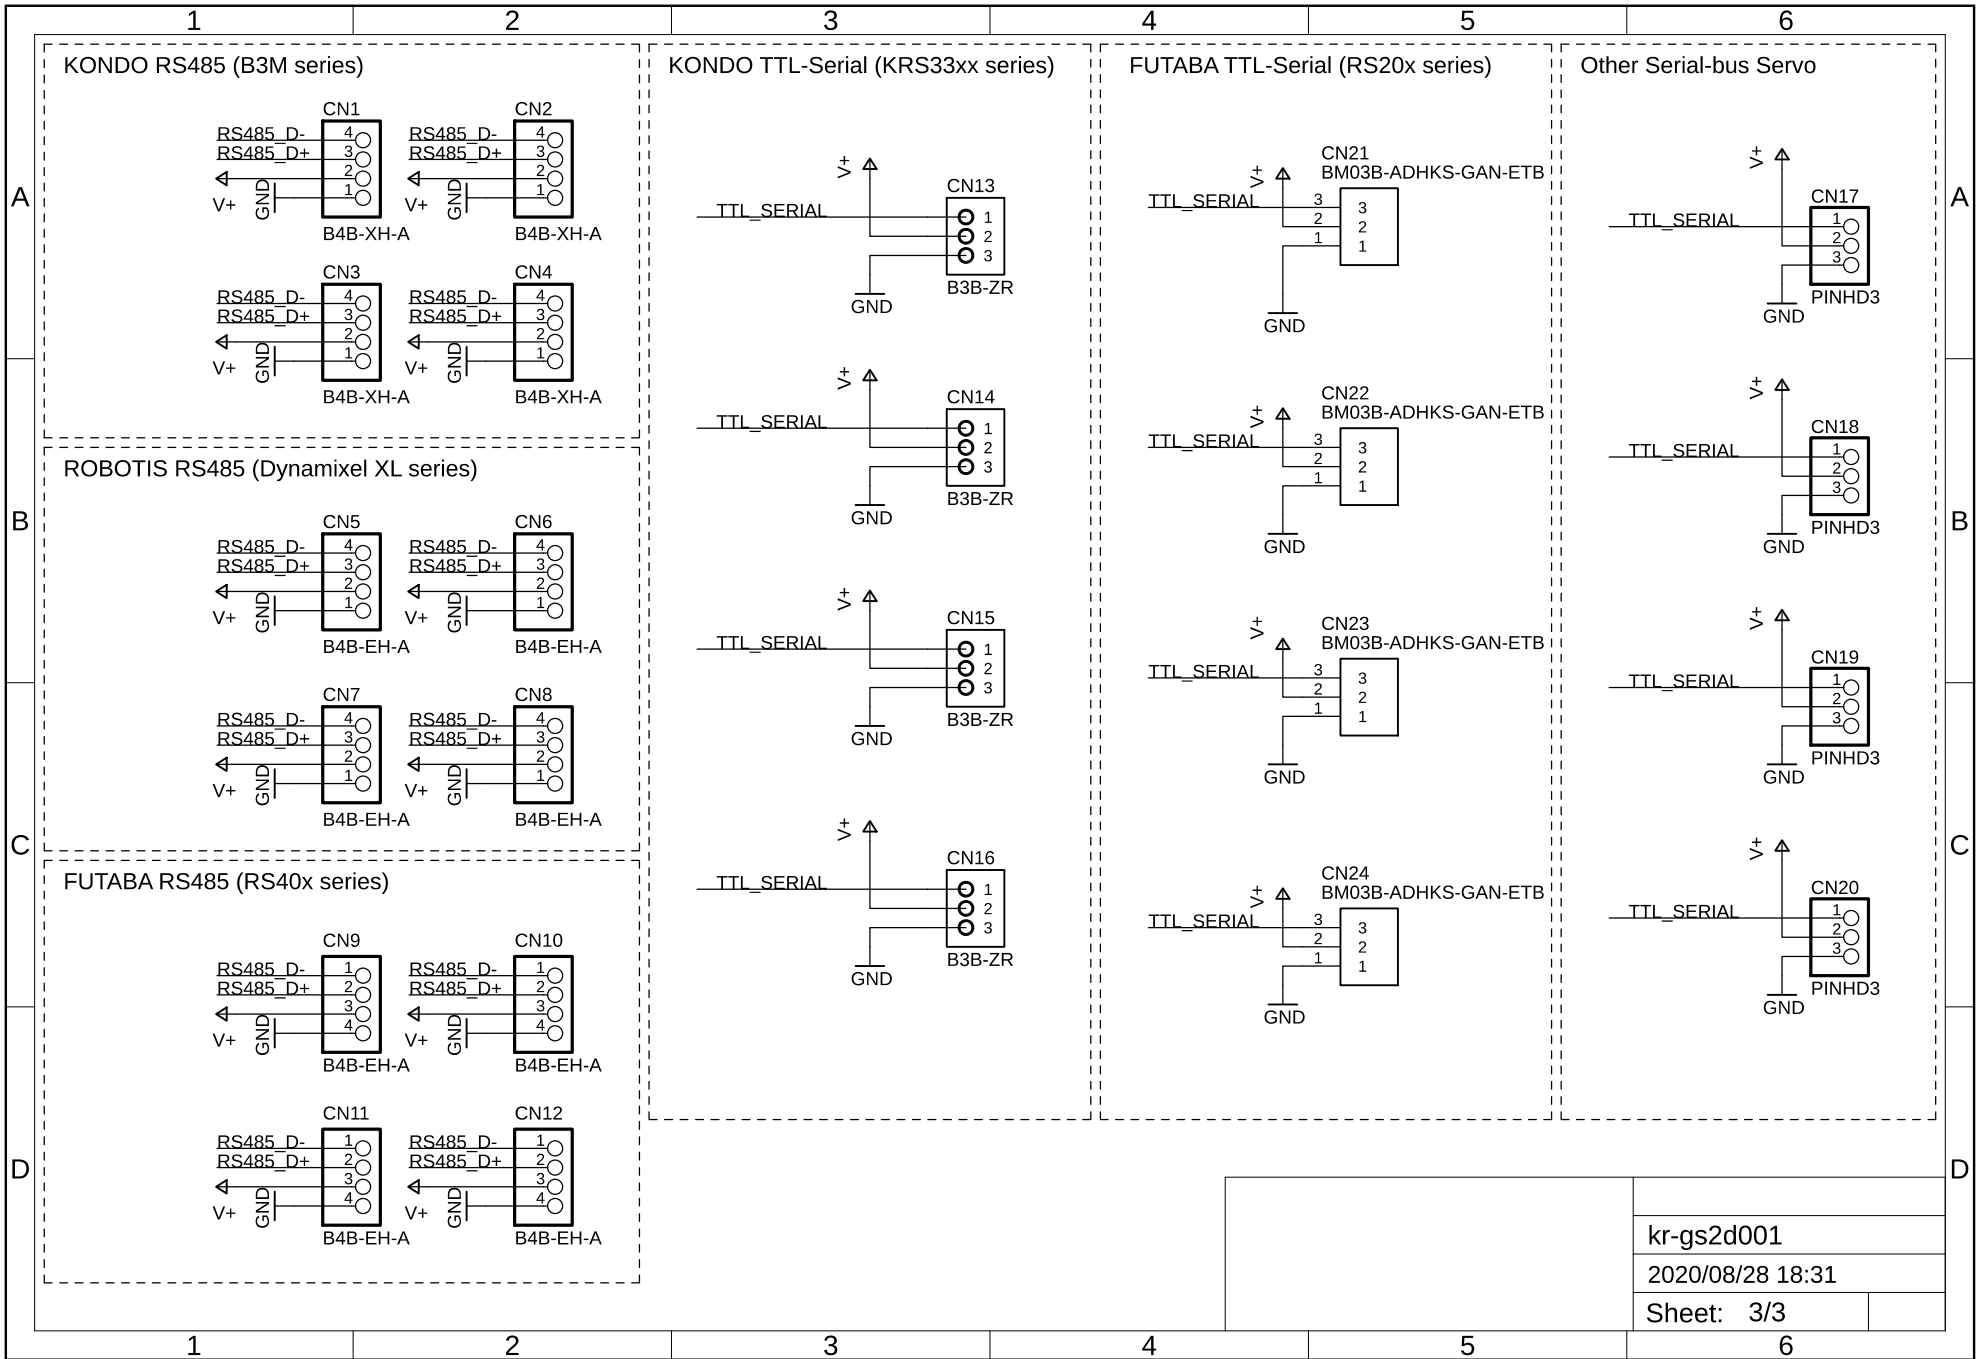 1 2 3 4 5 6
A
B
C
D
KONDO RS485 (B3M series)
CN1
RS485_D-
RS485_D+
V+
GND
4
3
2
1
B4B-XH-A
CN2
RS485_D-
RS485_D+
V+
GND
4
3
2
1
B4B-XH-A
CN3
RS485_D-
RS485_D+
V+
GND
4
3
2
1
B4B-XH-A
CN4
RS485_D-
RS485_D+
V+
GND
4
3
2
1
B4B-XH-A
ROBOTIS RS485 (Dynamixel XL series)
CN5
RS485_D-
RS485_D+
V+
GND
4
3
2
1
B4B-EH-A
CN6
RS485_D-
RS485_D+
V+
GND
4
3
2
1
B4B-EH-A
CN7
RS485_D-
RS485_D+
V+
GND
4
3
2
1
B4B-EH-A
CN8
RS485_D-
RS485_D+
V+
GND
4
3
2
1
B4B-EH-A
FUTABA RS485 (RS40x series)
CN9
RS485_D-
RS485_D+
V+
GND
1
2
3
4
B4B-EH-A
CN10
RS485_D-
RS485_D+
V+
GND
1
2
3
4
B4B-EH-A
CN11
RS485_D-
RS485_D+
V+
GND
1
2
3
4
B4B-EH-A
CN12
RS485_D-
RS485_D+
V+
GND
1
2
3
4
B4B-EH-A
KONDO TTL-Serial (KRS33xx series)
V+
CN13
TTL_SERIAL
1
2
3
B3B-ZR
GND
V+
CN14
TTL_SERIAL
1
2
3
B3B-ZR
GND
V+
CN15
TTL_SERIAL
1
2
3
B3B-ZR
GND
V+
CN16
TTL_SERIAL
1
2
3
B3B-ZR
GND
FUTABA TTL-Serial (RS20x series)
CN21
BM03B-ADHKS-GAN-ETB
V+
TTL_SERIAL
3 3
2 2
1 1
GND
CN22
BM03B-ADHKS-GAN-ETB
V+
TTL_SERIAL
3 3
2 2
1 1
GND
CN23
BM03B-ADHKS-GAN-ETB
V+
TTL_SERIAL
3 3
2 2
1 1
GND
CN24
BM03B-ADHKS-GAN-ETB
V+
TTL_SERIAL
3 3
2 2
1 1
GND
Other Serial-bus Servo
V+
CN17
TTL_SERIAL
1
2
3
PINHD3
GND
V+
CN18
TTL_SERIAL
1
2
3
PINHD3
GND
V+
CN19
TTL_SERIAL
1
2
3
PINHD3
GND
V+
CN20
TTL_SERIAL
1
2
3
PINHD3
GND
A
B
C
D
kr-gs2d001
2020/08/28 18:31
Sheet: 3/3
1 2 3 4 5 6